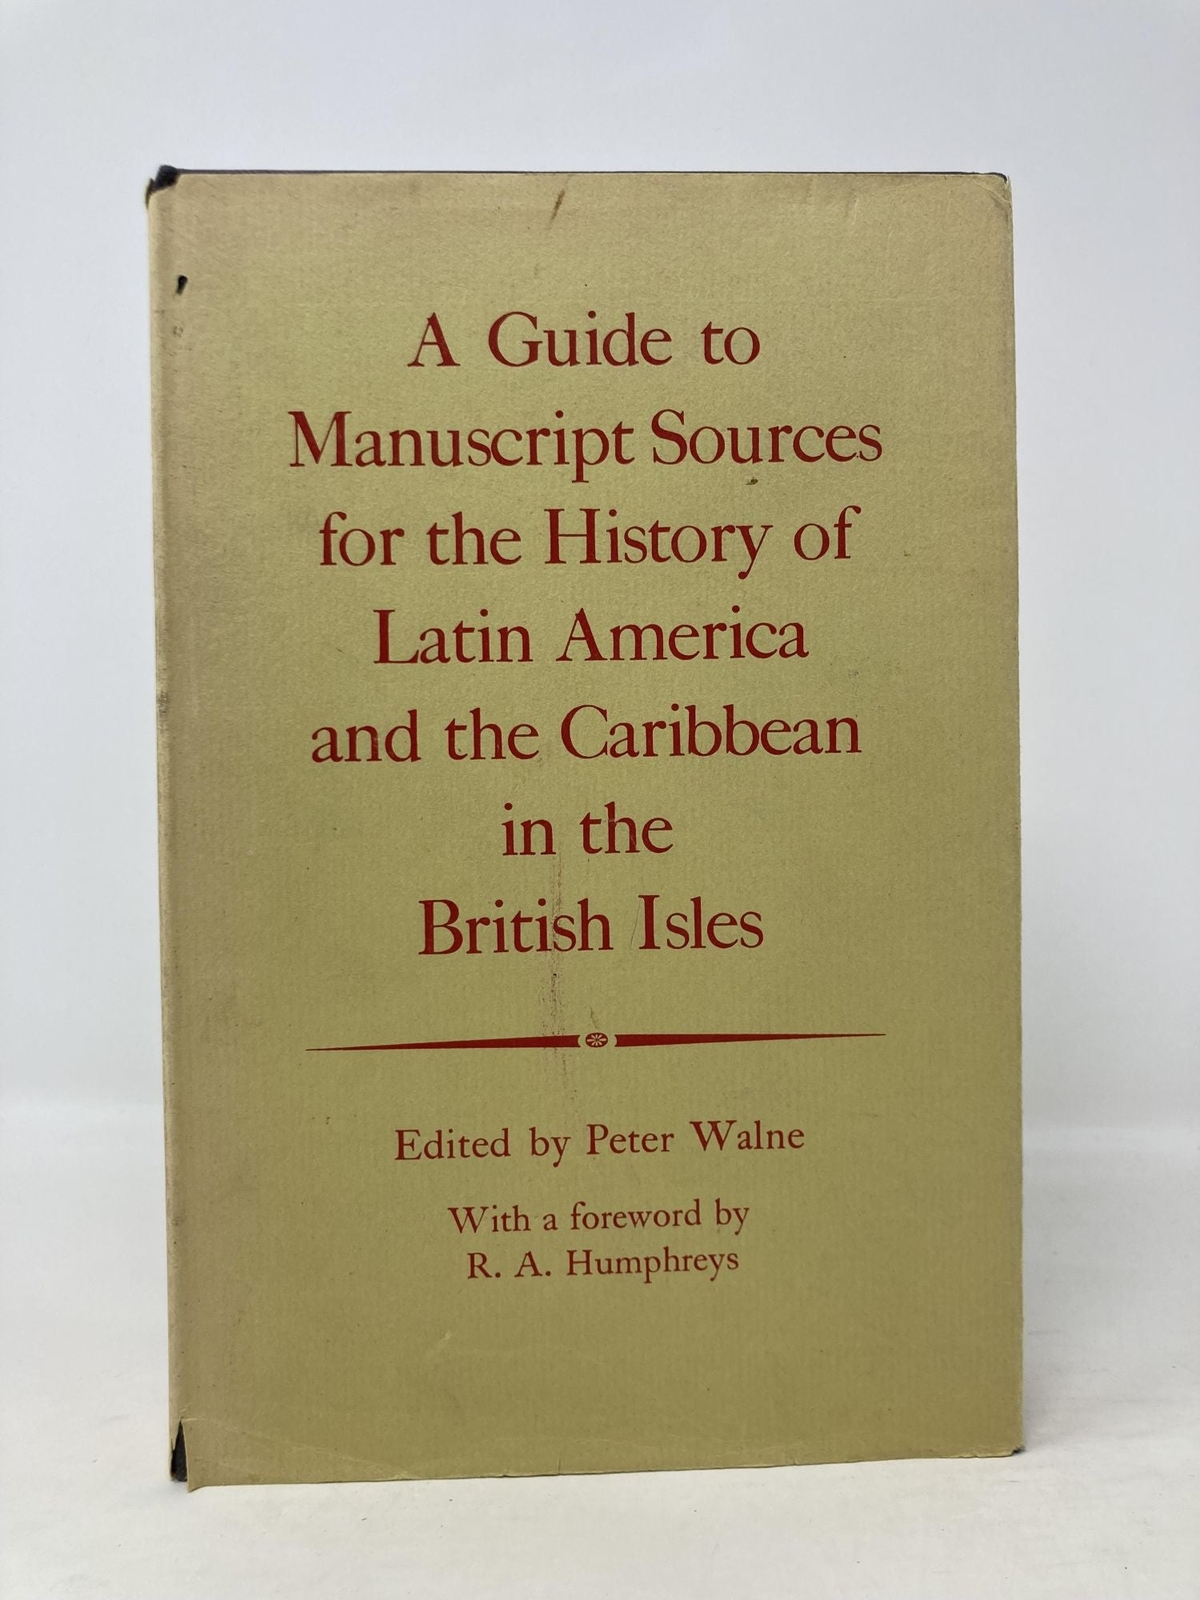 A Guide to
Manuscript Sources
for the History of
Latin America
and the Caribbean
in the
British Isles
Edited by Peter Walne
With a foreword by
R. A. Humphreys